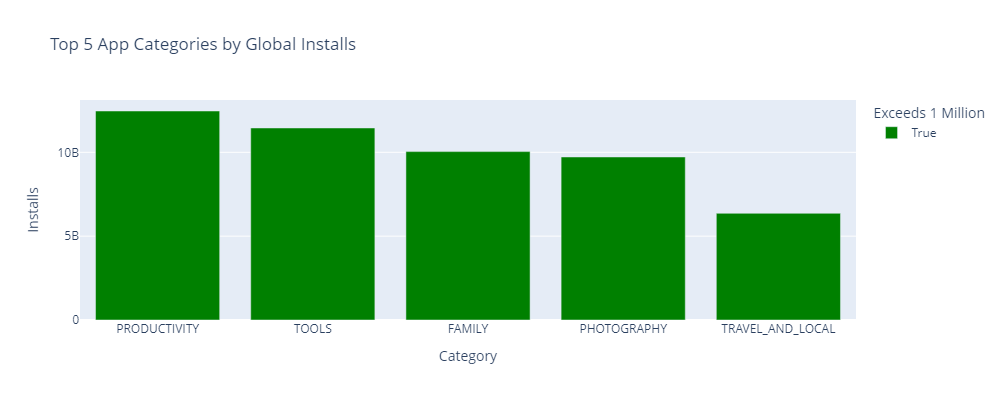 Top 5 App Categories by Global Installs
Exceeds 1 Million
True
10B
5B
0
Installs
PRODUCTIVITY
TOOLS
FAMILY
PHOTOGRAPHY
TRAVEL_AND_LOCAL
Category